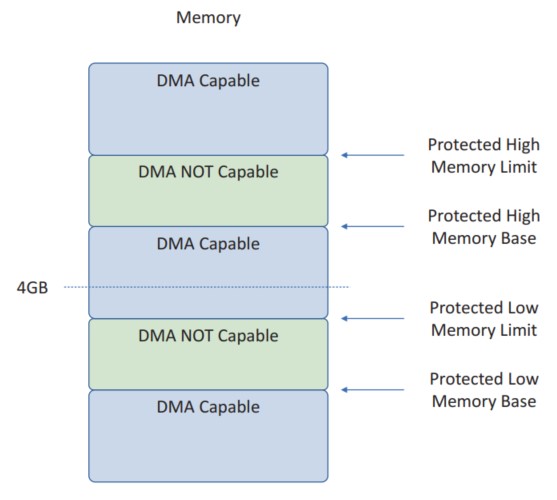 Memory
DMA Capable
Protected High
Memory Limit
DMA NOT Capable
Protected High
Memory Base
DMA Capable
4GB
Protected Low
Memory Limit
DMA NOT Capable
Protected Low
Memory Base
DMA Capable